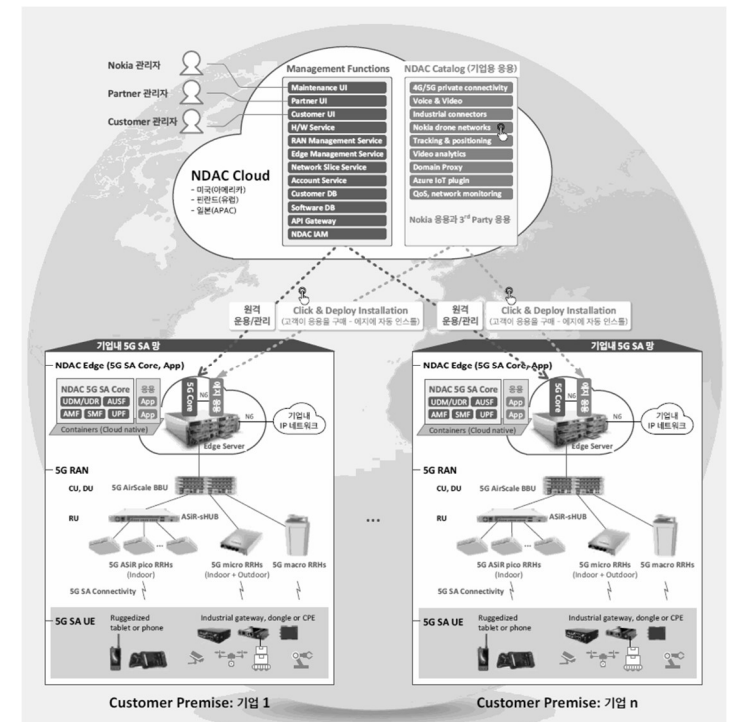 Nokia 관리자
Partner 관리자
Customer 관리자
NDAC Cloud
- 미국(아메리카)
- 핀란드(유럽)
- 일본(APAC)
Management Functions
Maintenance UI
Partner UI
Customer UI
H/W Service
RAN Management Service
Edge Management Service
Network Slice Service
Account Service
Customer DB
Software DB
API Gateway
NDAC IAM
NDAC Catalog (기업용 응용)
4G/5G private connectivity
Voice & Video
Industrial connectors
Nokia drone networks
Tracking & positioning
Video analytics
Domain Proxy
Azure IoT plugin
QoS, network monitoring
Nokia 응용과 3rd Party 응용
원격
운용/관리
Click & Deploy Installation
(고객이 응용을 구매 - 에지에 자동 인스톨)
원격
운용/관리
Click & Deploy Installation
(고객이 응용을 구매 - 에지에 자동 인스톨)
기업내 5G SA 망
NDAC Edge (5G SA Core, App)
NDAC 5G SA Core
UDM/UDR AUSF
AMF SMF UPF
응용
App
App
Containers (Cloud native)
5G Core
에지 응용
N6
N6
Edge Server
기업내
IP 네트워크
5G RAN
CU, DU
5G AirScale BBU
RU
ASiR-sHUB
...
5G ASiR pico RRHs
(Indoor)
5G micro RRHs
(Indoor + Outdoor)
5G macro RRHs
5G SA Connectivity
5G SA UE
Ruggedized
tablet or phone
Industrial gateway, dongle or CPE
Customer Premise: 기업 1
...
기업내 5G SA 망
NDAC Edge (5G SA Core, App)
NDAC 5G SA Core
UDM/UDR AUSF
AMF SMF UPF
응용
App
App
Containers (Cloud native)
5G Core
에지 응용
N6
N6
Edge Server
기업내
IP 네트워크
5G RAN
CU, DU
5G AirScale BBU
RU
ASiR-sHUB
...
5G ASiR pico RRHs
(Indoor)
5G micro RRHs
(Indoor + Outdoor)
5G macro RRHs
5G SA Connectivity
5G SA UE
Ruggedized
tablet or phone
Industrial gateway, dongle or CPE
Customer Premise: 기업 n